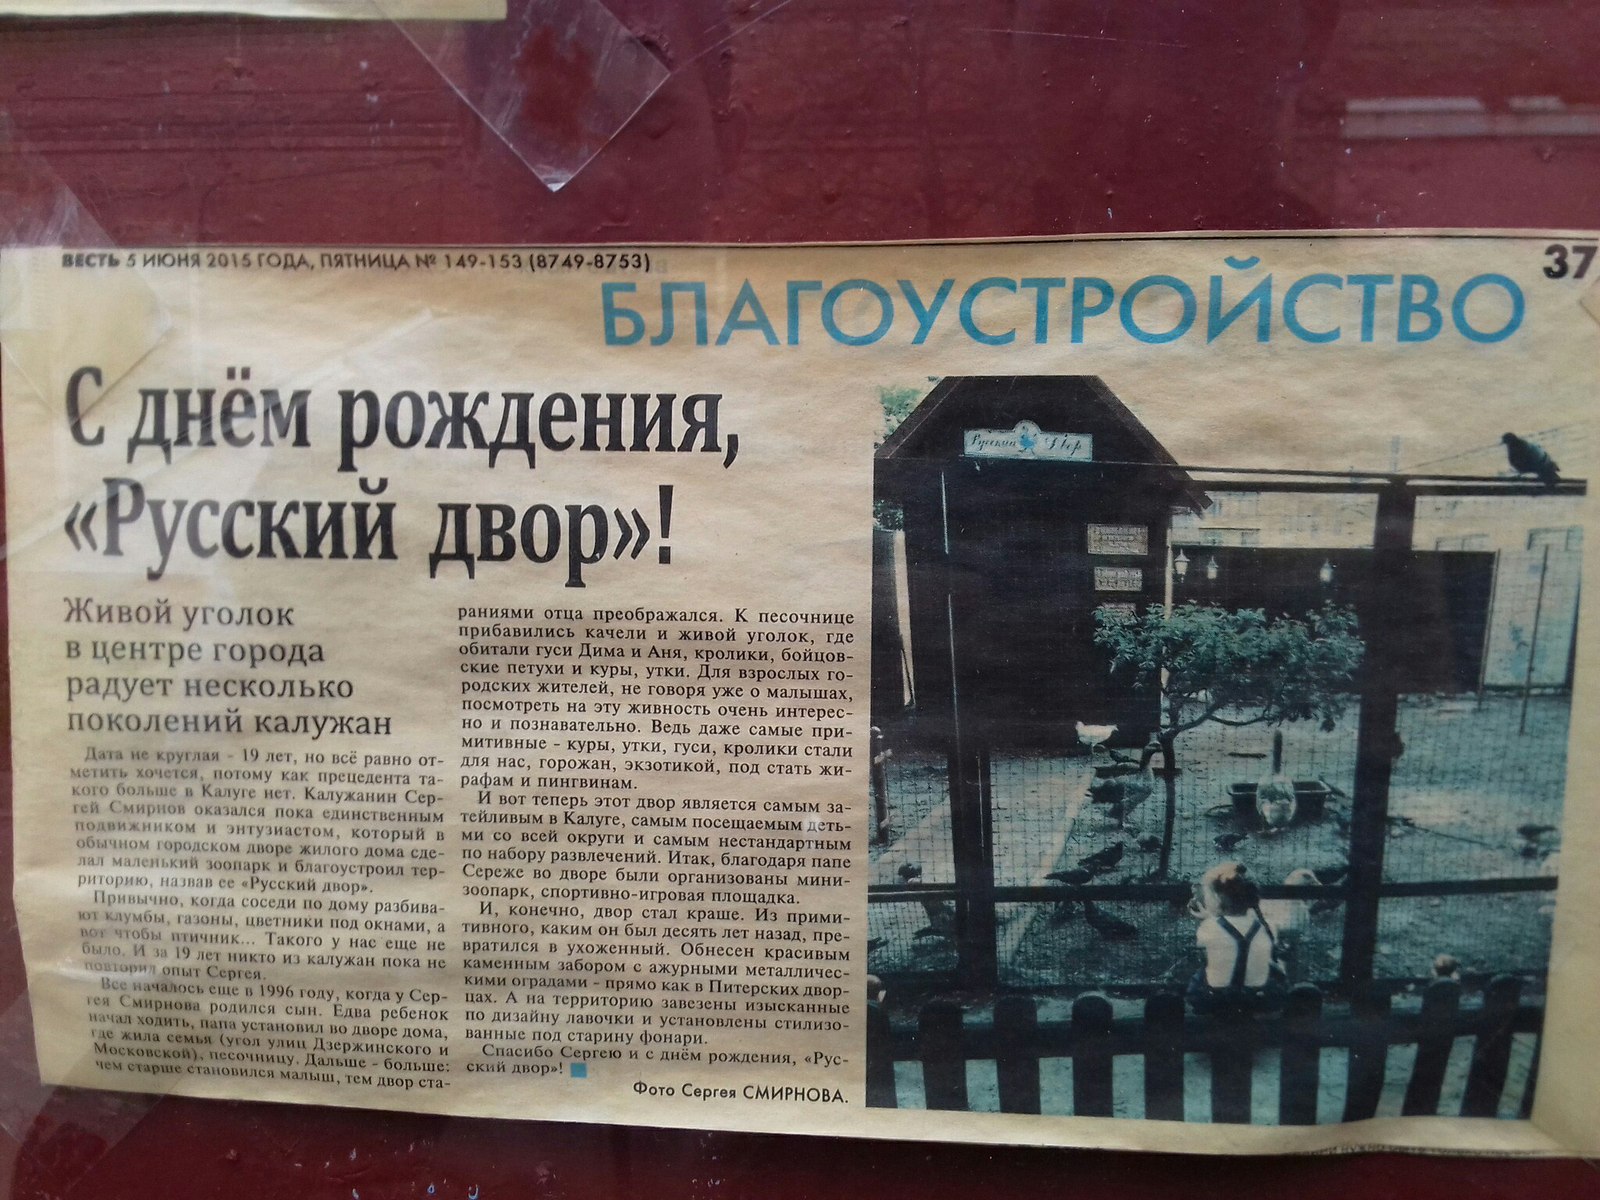 ВЕСТЬ 5 ИЮНЯ 2015 ГОДА, ПЯТНИЦА № 149-153 (8749-8753)
37
БЛАГОУСТРОЙСТВО
С днём рождения,
«Русский двор»!
Живой уголок
в центре города
радует несколько
поколений калужан
Дата не круглая - 19 лет, но всё равно от-
метить хочется, потому как прецедента та-
кого больше в Калуге нет. Калужанин Сер-
гей Смирнов оказался пока единственным
подвижником и энтузиастом, который в
обычном городском дворе жилого дома сде-
лал маленький зоопарк и благоустроил тер-
риторию, назвав ее «Русский двор».
Привычно, когда соседи по дому разбива-
ют клумбы, газоны, цветники под окнами, а
вот чтобы птичник... Такого у нас еще не
было. И за 19 лет никто из калужан пока не
повторил опыт Сергея.
Все началось еще в 1996 году, когда у Сер-
гея Смирнова родился сын. Едва ребенок
начал ходить, папа установил во дворе дома,
где жила семья (угол улиц Дзержинского и
Московской), песочницу. Дальше - больше:
чем старше становился малыш, тем двор ста-
раниями отца преображался. К песочнице
прибавились качели и живой уголок, где
обитали гуси Дима и Аня, кролики, бойцов-
ские петухи и куры, утки. Для взрослых го-
родских жителей, не говоря уже о малышах,
посмотреть на эту живность очень интерес-
но и познавательно. Ведь даже самые при-
митивные - куры, утки, гуси, кролики стали
для нас, горожан, экзотикой, под стать жи-
рафам и пингвинам.
И вот теперь этот двор является самым за-
тейливым в Калуге, самым посещаемым деть-
ми со всей округи и самым нестандартным
по набору развлечений. Итак, благодаря папе
Сереже во дворе были организованы мини-
зоопарк, спортивно-игровая площадка.
И, конечно, двор стал краше. Из прими-
тивного, каким он был десять лет назад, пре-
вратился в ухоженный. Обнесен красивым
каменным забором с ажурными металличес-
кими оградами - прямо как в Питерских двор-
цах. А на территорию завезены изысканные
по дизайну лавочки и установлены стилизо-
ванные под старину фонари.
Спасибо Сергею и с днём рождения, «Рус-
ский двор»!
Фото Сергея СМИРНОВА.
Русский Двор